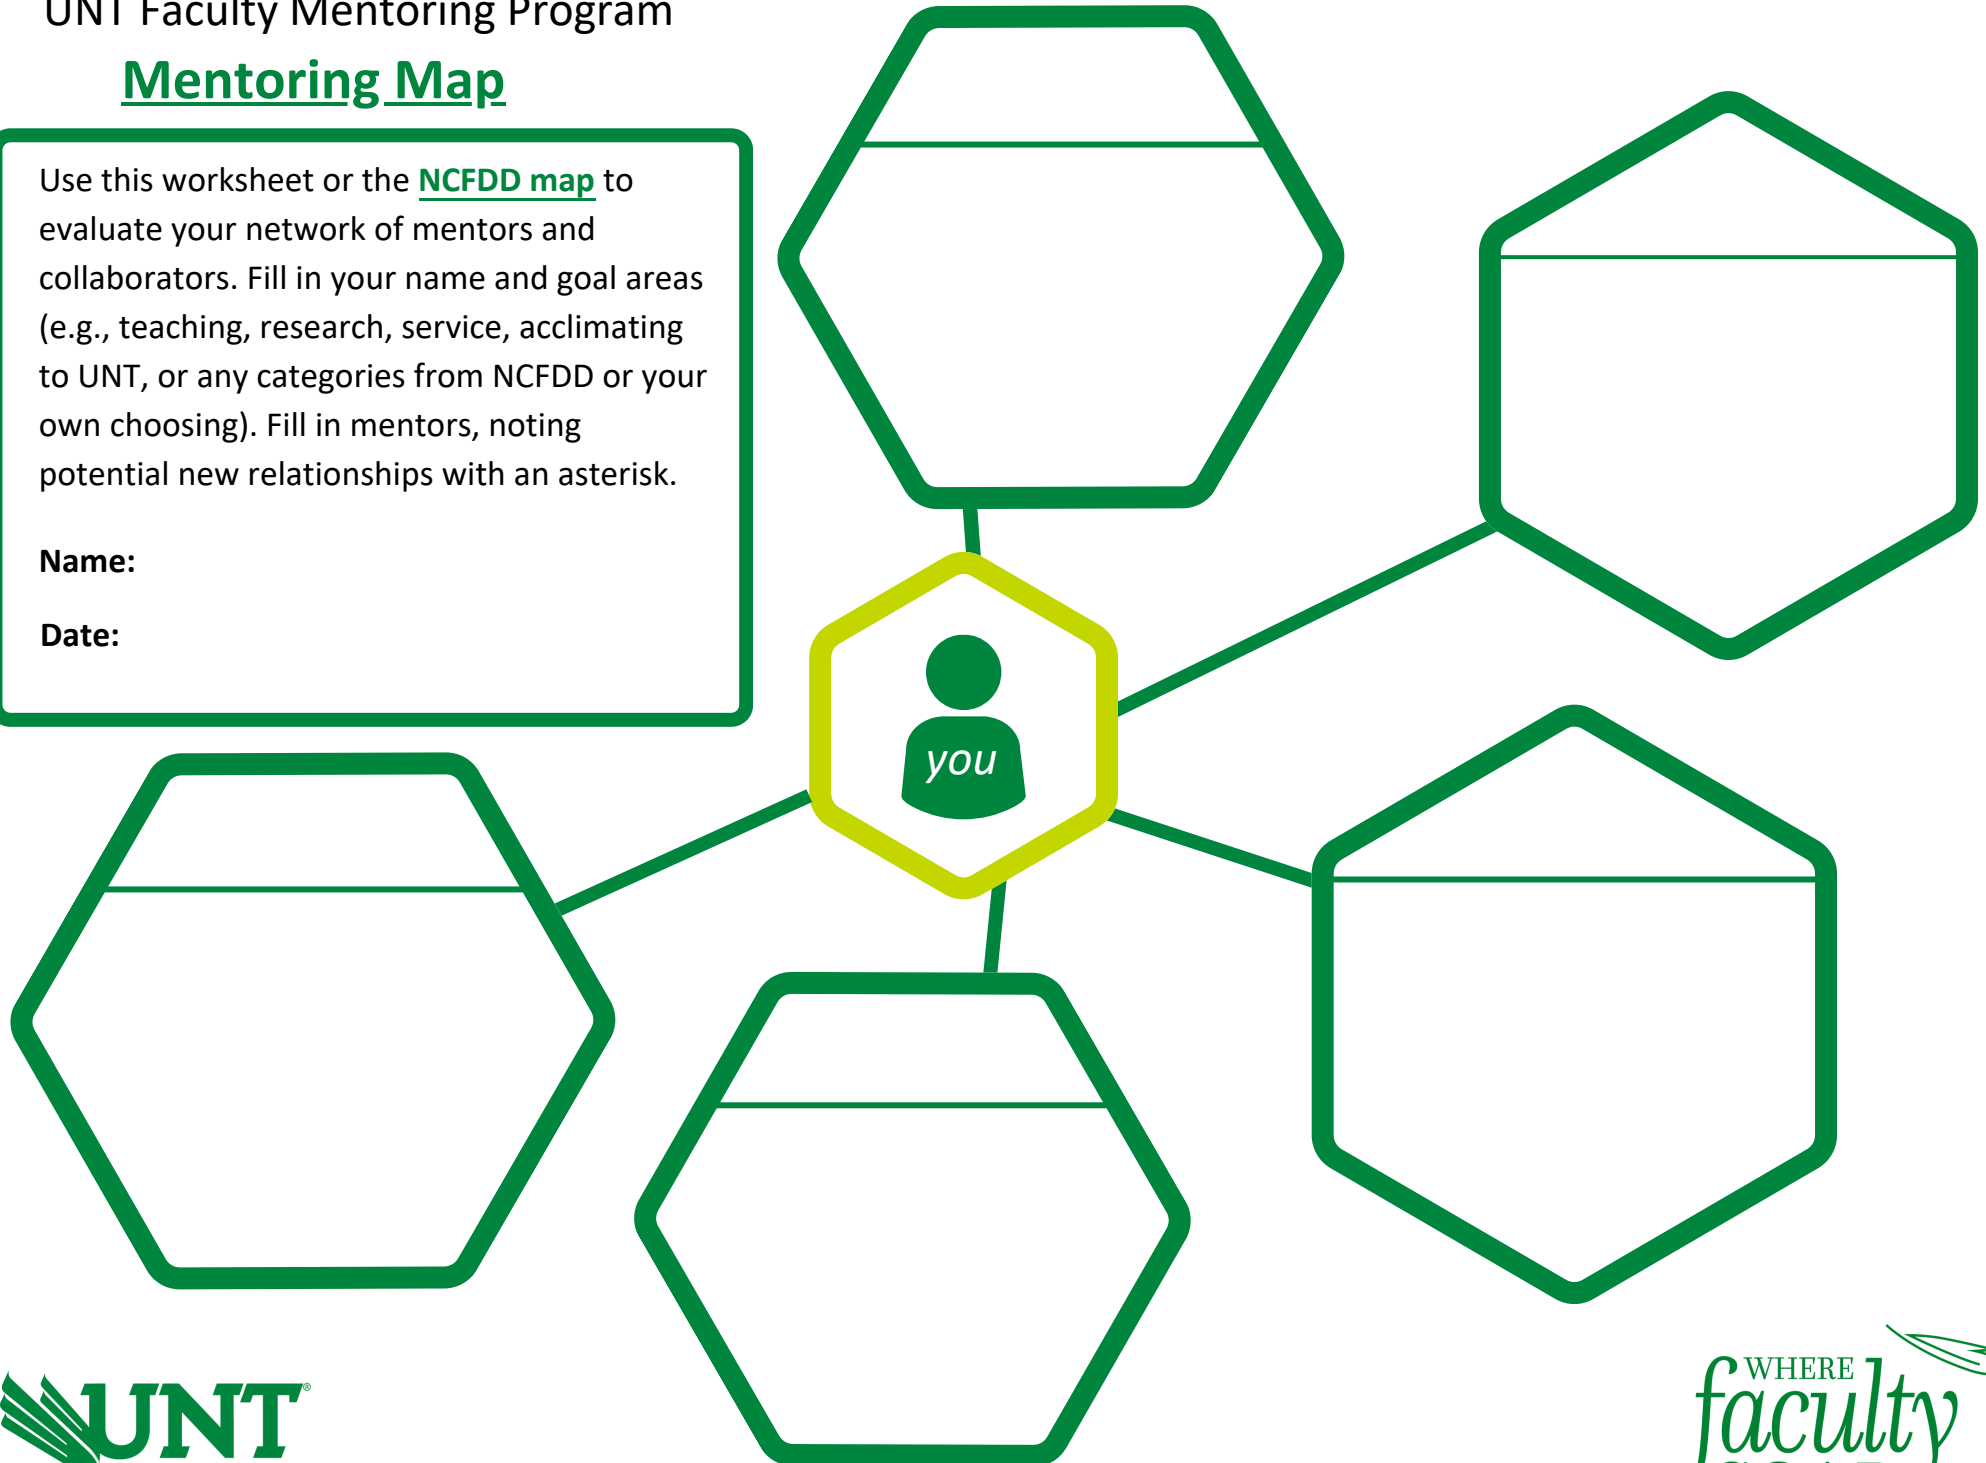 UNT Faculty Mentoring Program
Mentoring Map
Use this worksheet or the NCFDD map to
evaluate your network of mentors and
collaborators. Fill in your name and goal areas
(e.g., teaching, research, service, acclimating
to UNT, or any categories from NCFDD or your
own choosing). Fill in mentors, noting
potential new relationships with an asterisk.
Name:
Date:
you
UNT®
WHERE
faculty